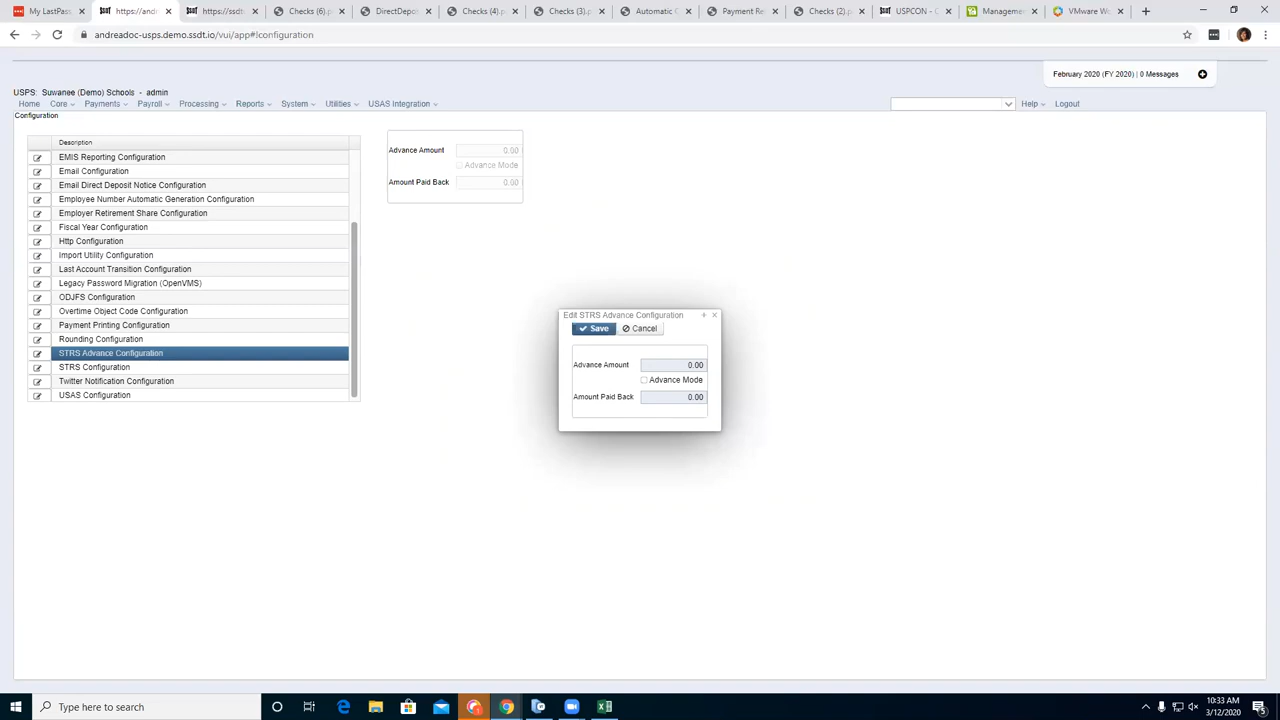 My LastPass
https://andr
https://ssdt
Checks (6).p
DirectDepos
Checks (4).p
Checks (3).p
Automatic C
Payment Re
Checks (2).p
USPCON - C
Managemen
VMware Wo
andreadoc-usps.demo.ssdt.io/vui/app#!configuration
February 2020 (FY 2020) | 0 Messages
USPS: Suwanee (Demo) Schools - admin
Home Core Payments Payroll Processing Reports System Utilities USAS Integration Help Logout
Configuration
Description
EMIS Reporting Configuration
Email Configuration
Email Direct Deposit Notice Configuration
Employee Number Automatic Generation Configuration
Employer Retirement Share Configuration
Fiscal Year Configuration
Http Configuration
Import Utility Configuration
Last Account Transition Configuration
Legacy Password Migration (OpenVMS)
ODJFS Configuration
Overtime Object Code Configuration
Payment Printing Configuration
Rounding Configuration
STRS Advance Configuration
STRS Configuration
Twitter Notification Configuration
USAS Configuration
Advance Amount 0.00
Advance Mode
Amount Paid Back 0.00
Edit STRS Advance Configuration
Save Cancel
Advance Amount 0.00
Advance Mode
Amount Paid Back 0.00
Type here to search
10:33 AM
3/12/2020